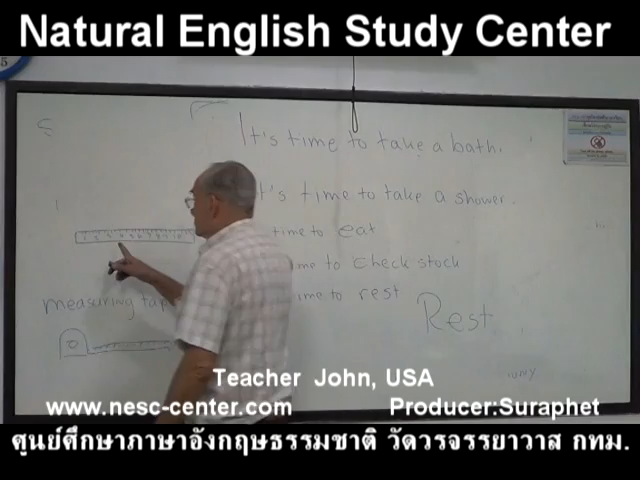 Natural English Study Center
It's time to take a bath.
t's time to take a shower.
time to eat
me to check stock
time to rest
measuring tap
Rest
Teacher John, USA
www.nesc-center.com Producer:Suraphet
ศูนย์ศึกษาภาษาอังกฤษธรรมชาติ วัดวรจรรยาวาส กทม.